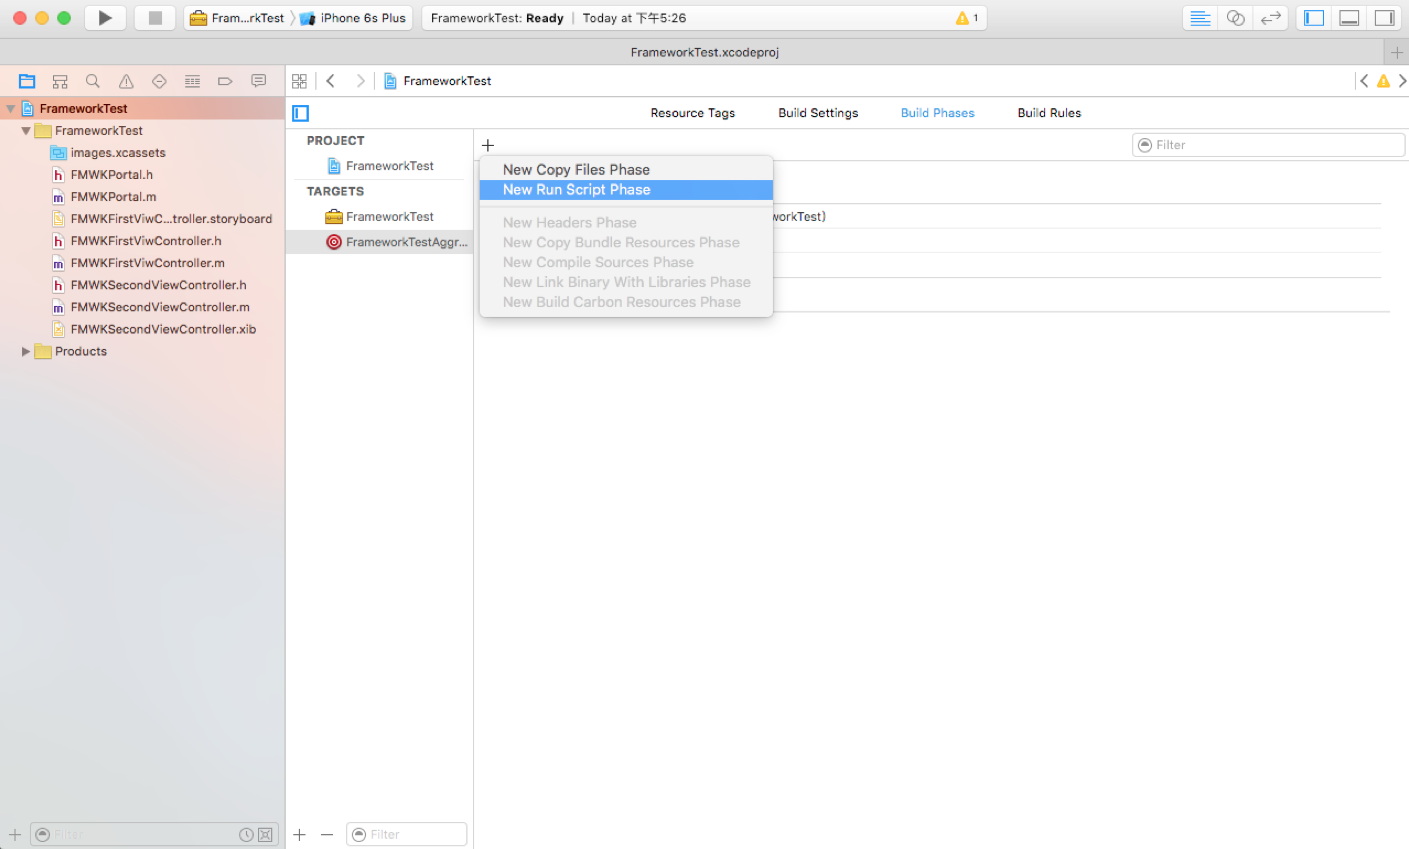 Fram...rkTest
iPhone 6s Plus
FrameworkTest: Ready
Today at 下午5:26
1
FrameworkTest.xcodeproj
FrameworkTest
Resource Tags
Build Settings
Build Phases
Build Rules
FrameworkTest
FrameworkTest
images.xcassets
FMWKPortal.h
FMWKPortal.m
FMWKFirstViwC...troller.storyboard
FMWKFirstViwController.h
FMWKFirstViwController.m
FMWKSecondViewController.h
FMWKSecondViewController.m
FMWKSecondViewController.xib
Products
PROJECT
FrameworkTest
TARGETS
FrameworkTest
FrameworkTestAggr...
Filter
New Copy Files Phase
New Run Script Phase
New Headers Phase
New Copy Bundle Resources Phase
New Compile Sources Phase
New Link Binary With Libraries Phase
New Build Carbon Resources Phase
workTest)
Filter
Filter